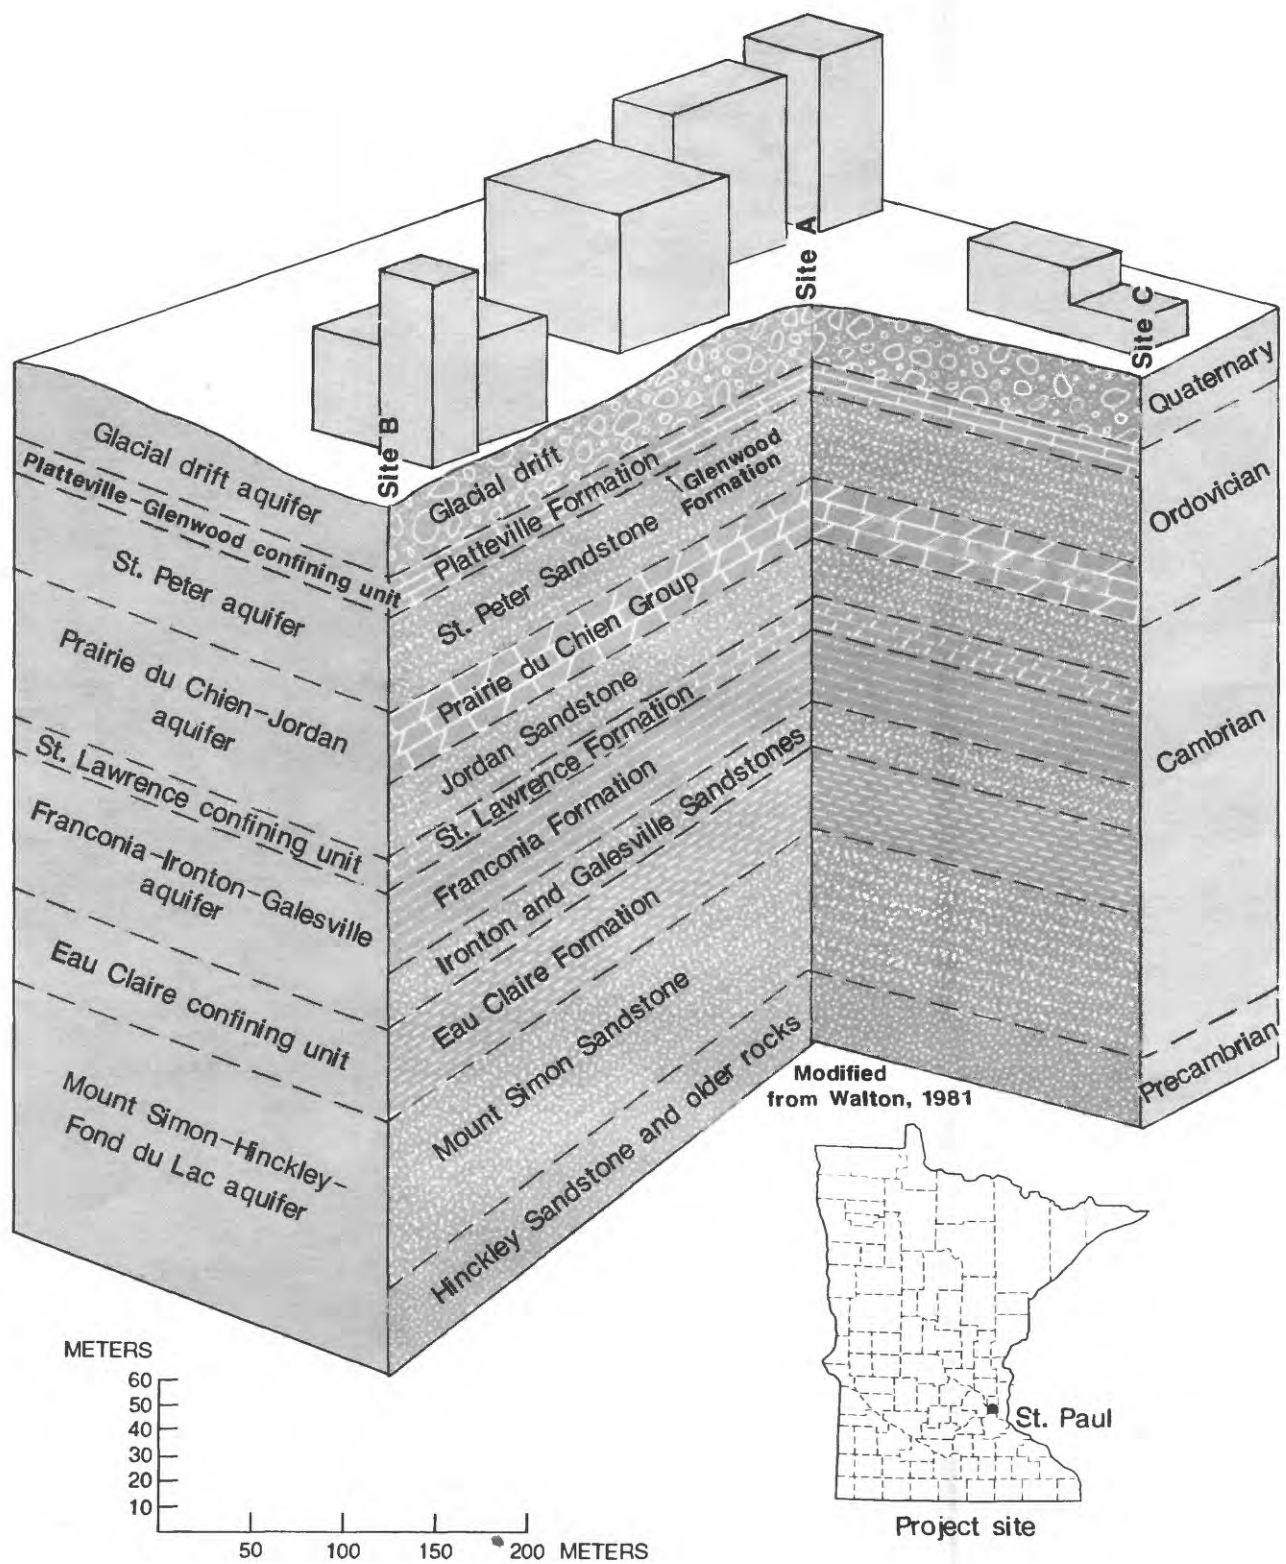 Site A
Site B
Site C
Glacial drift aquifer
Platteville-Glenwood confining unit
St. Peter aquifer
Prairie du Chien-Jordan
aquifer
St. Lawrence confining unit
Franconia-Ironton-Galesville
aquifer
Eau Claire confining unit
Mount Simon-Hinckley-
Fond du Lac aquifer
Glacial drift
Platteville Formation
Glenwood
Formation
St. Peter Sandstone
Prairie du Chien Group
Jordan Sandstone
St. Lawrence Formation
Franconia Formation
Ironton and Galesville Sandstones
Eau Claire Formation
Mount Simon Sandstone
Hinckley Sandstone and older rocks
Quaternary
Ordovician
Cambrian
Precambrian
Modified
from Walton, 1981
METERS
60
50
40
30
20
10
50 100 150 200 METERS
St. Paul
Project site